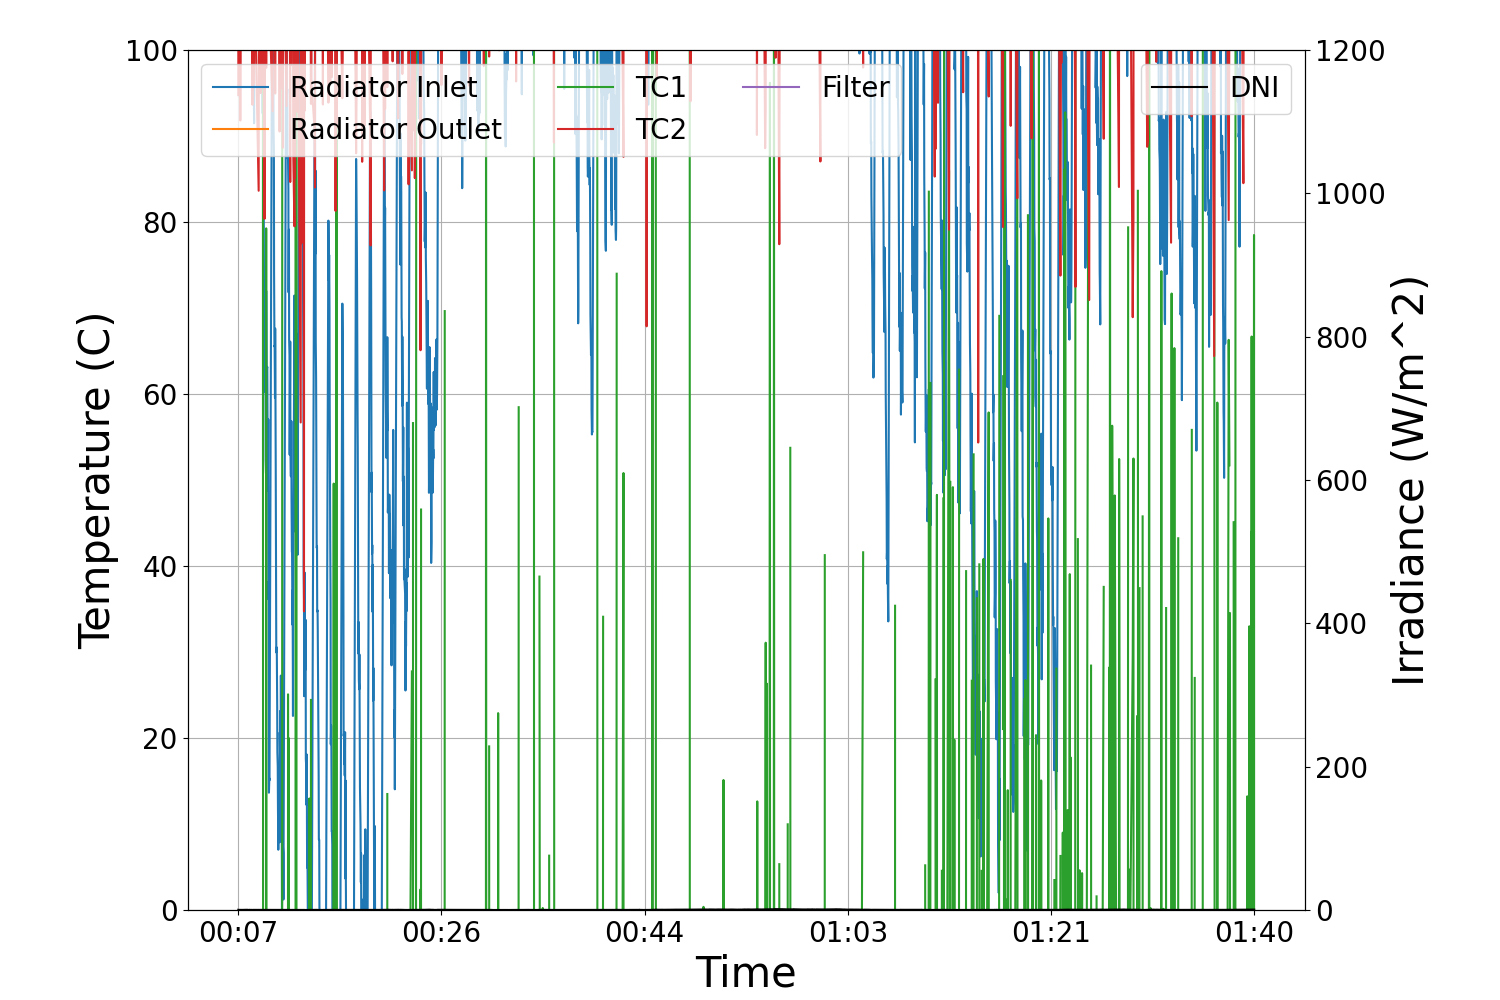 100
80
60
40
20
0
Temperature (C)
Radiator Inlet
Radiator Outlet
TC1
TC2
Filter
DNI
1200
1000
800
600
400
200
0
Irradiance (W/m^2)
00:07
00:26
00:44
01:03
01:21
01:40
Time